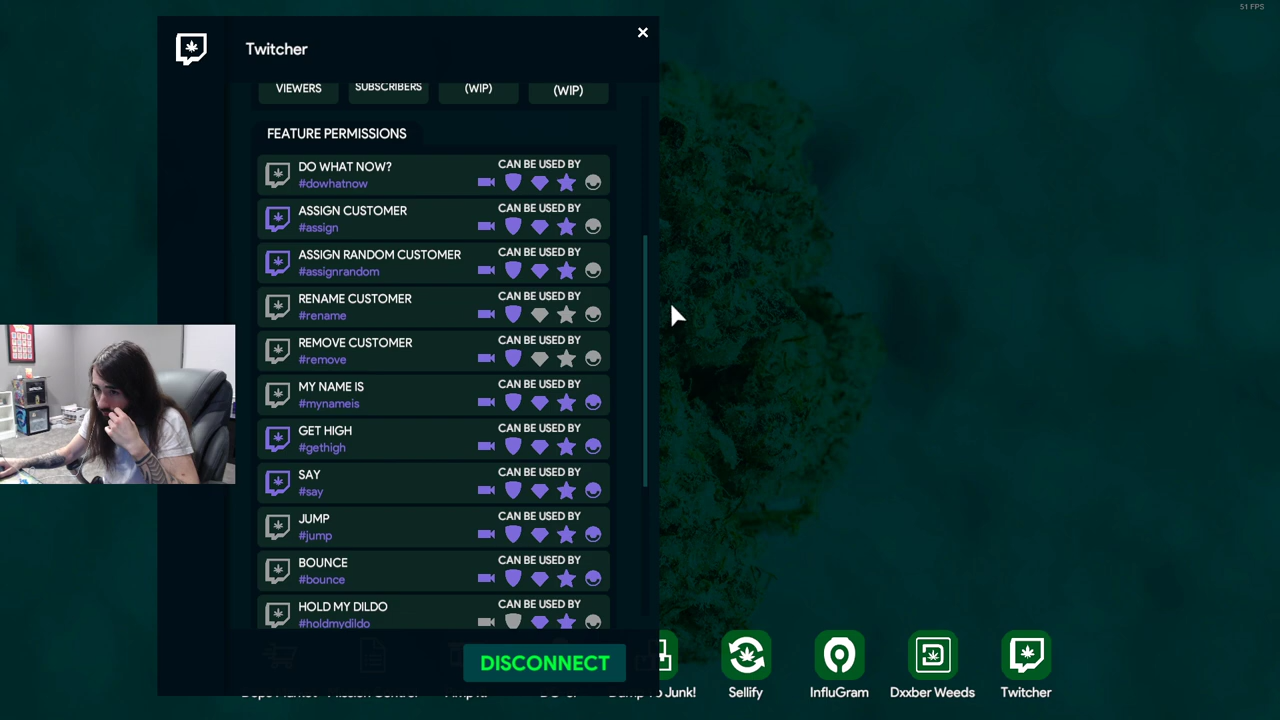 51 FPS
Twitcher
VIEWERS
SUBSCRIBERS
(WIP)
(WIP)
FEATURE PERMISSIONS
DO WHAT NOW?
#dowhatnow
CAN BE USED BY
ASSIGN CUSTOMER
#assign
CAN BE USED BY
ASSIGN RANDOM CUSTOMER
#assignrandom
CAN BE USED BY
RENAME CUSTOMER
#rename
CAN BE USED BY
REMOVE CUSTOMER
#remove
CAN BE USED BY
MY NAME IS
#mynameis
CAN BE USED BY
GET HIGH
#gethigh
CAN BE USED BY
SAY
#say
CAN BE USED BY
JUMP
#jump
CAN BE USED BY
BOUNCE
#bounce
CAN BE USED BY
HOLD MY DILDO
#holdmydildo
CAN BE USED BY
DISCONNECT
Junk!
Sellify
InfluGram
Dxxber Weeds
Twitcher